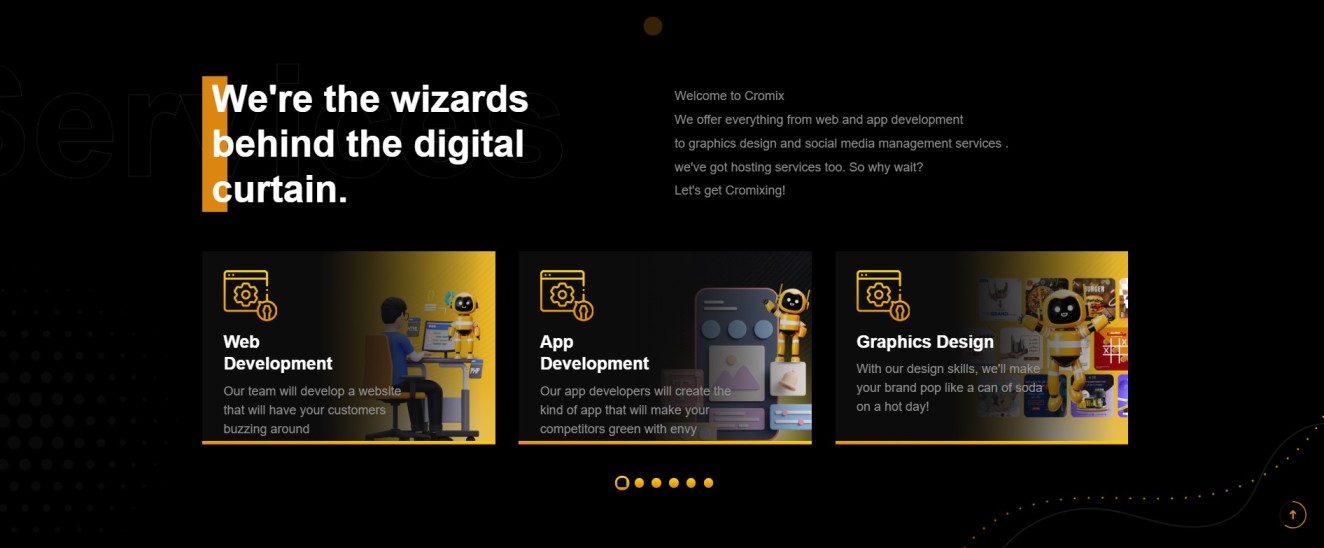 Services
We're the wizards
behind the digital
curtain.
Welcome to Cromix
We offer everything from web and app development
to graphics design and social media management services .
we've got hosting services too. So why wait?
Let's get Cromixing!
Web
Development
Our team will develop a website
that will have your customers
buzzing around
PHP
App
Development
Our app developers will create the
kind of app that will make your
competitors green with envy
Graphics Design
With our design skills, we'll make
your brand pop like a can of soda
on a hot day!
BURGER